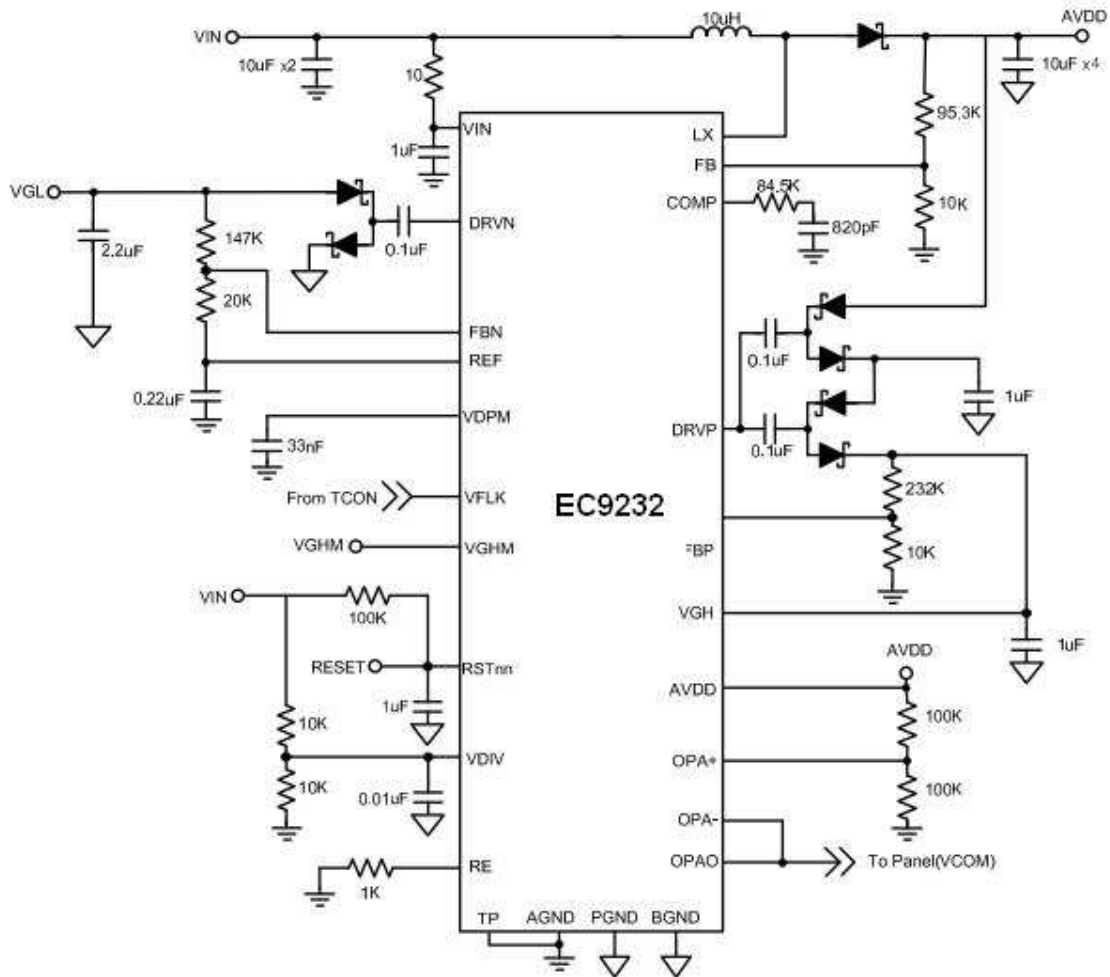 10uH
AVDD
VIN
10uF x2
10
10uF x4
95.3K
VIN
LX
1uF
FB
84.5K
VGL
COMP
10K
DRVN
820pF
2.2uF
147K
0.1uF
20K
FBN
0.1uF
REF
0.22uF
1uF
VDPM
DRVP
33nF
0.1uF
232K
From TCON
VFLK
EC9232
VGHM
VGHM
FBP
10K
VIN
100K
VGH
RESET
RSTnn
AVDD
1uF
1uF
AVDD
10K
100K
VDIV
OPA+
10K
0.01uF
100K
OPA-
RE
OPAO
To Panel(VCOM)
1K
TP
AGND
PGND
BGND